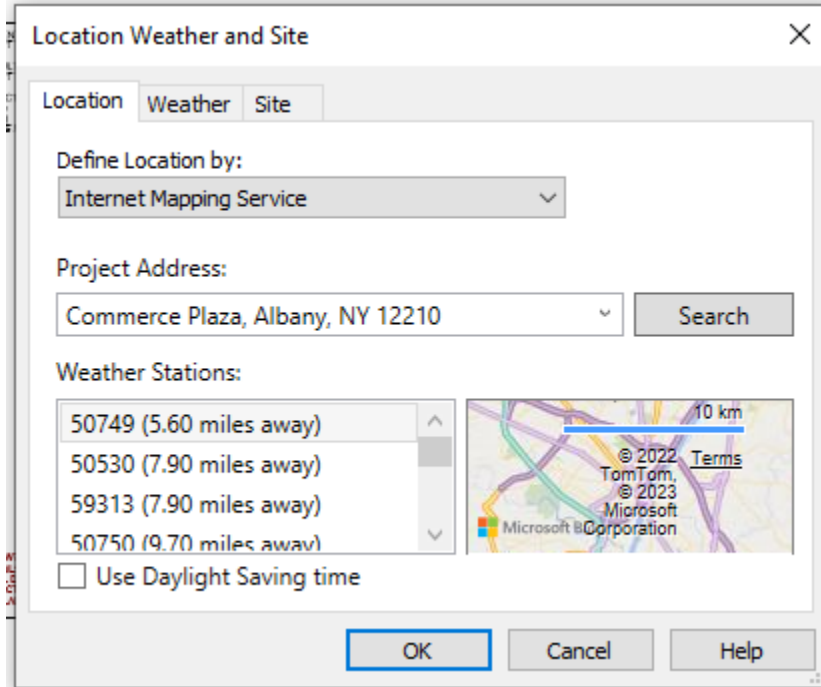 Location Weather and Site
Location Weather Site
Define Location by:
Internet Mapping Service
Project Address:
Commerce Plaza, Albany, NY 12210
Search
Weather Stations:
50749 (5.60 miles away)
50530 (7.90 miles away)
59313 (7.90 miles away)
50750 (9.70 miles away)
10 km
© 2022 Terms
TomTom,
© 2023
Microsoft
Microsoft Corporation
Use Daylight Saving time
OK Cancel Help